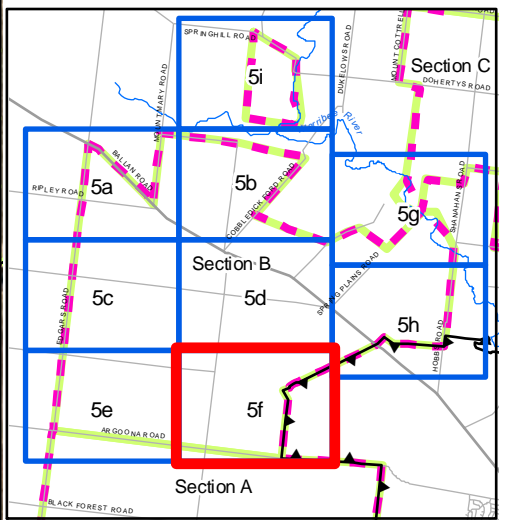 SPRINGHILL ROAD
MOUNT COTTRELL
Section C
DUKELOWS ROAD
5i
DOHERTYS ROAD
MOUNTMARY ROAD
Werribee River
BALLAN ROAD
5a
5b
RIPLEY ROAD
COBBLEDICK FORD ROAD
SHANAHANS ROAD
5g
Section B
SPRING PLAINS ROAD
5c
5d
EDGARS ROAD
5h
HOBBS ROAD
5e
5f
ARGOONA ROAD
Section A
BLACK FOREST ROAD